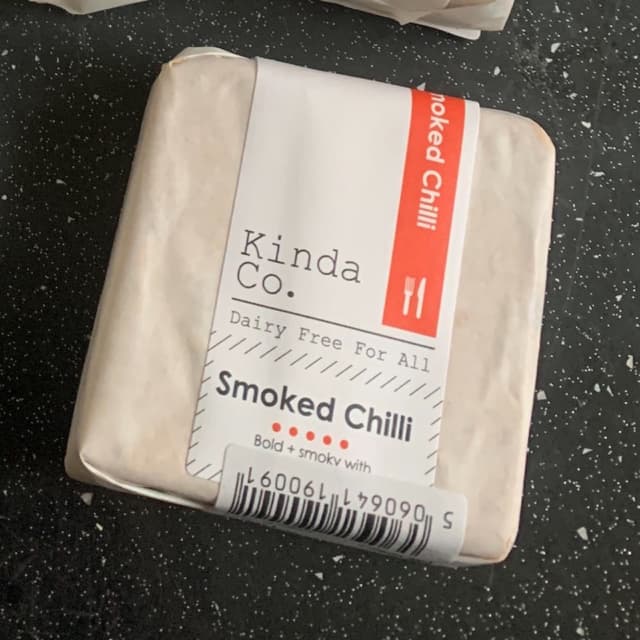 moked Chilli
Kinda
Co.
Dairy Free For All
Smoked Chilli
Bold + smoky with
5 060641 190091